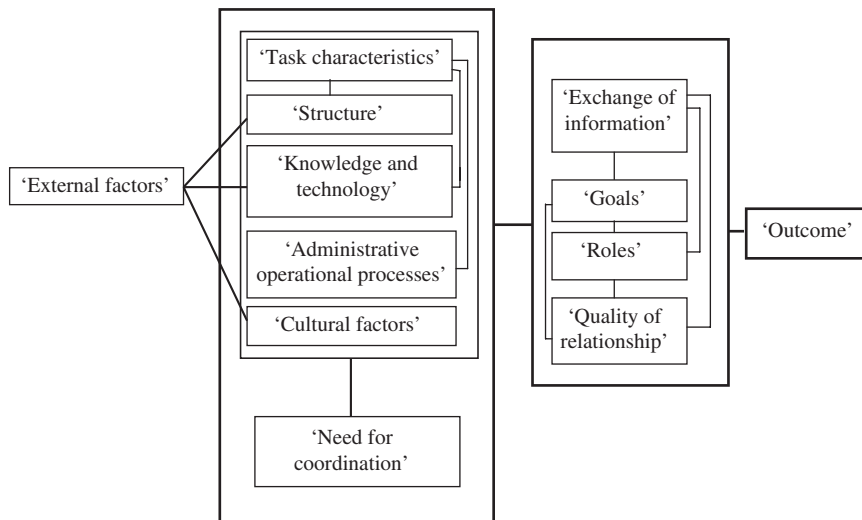 ‘External factors’
‘Task characteristics’
‘Structure’
‘Knowledge and
technology’
‘Administrative
operational processes’
‘Cultural factors’
‘Need for
coordination’
‘Exchange of
information’
‘Goals’
‘Roles’
‘Quality of
relationship’
‘Outcome’